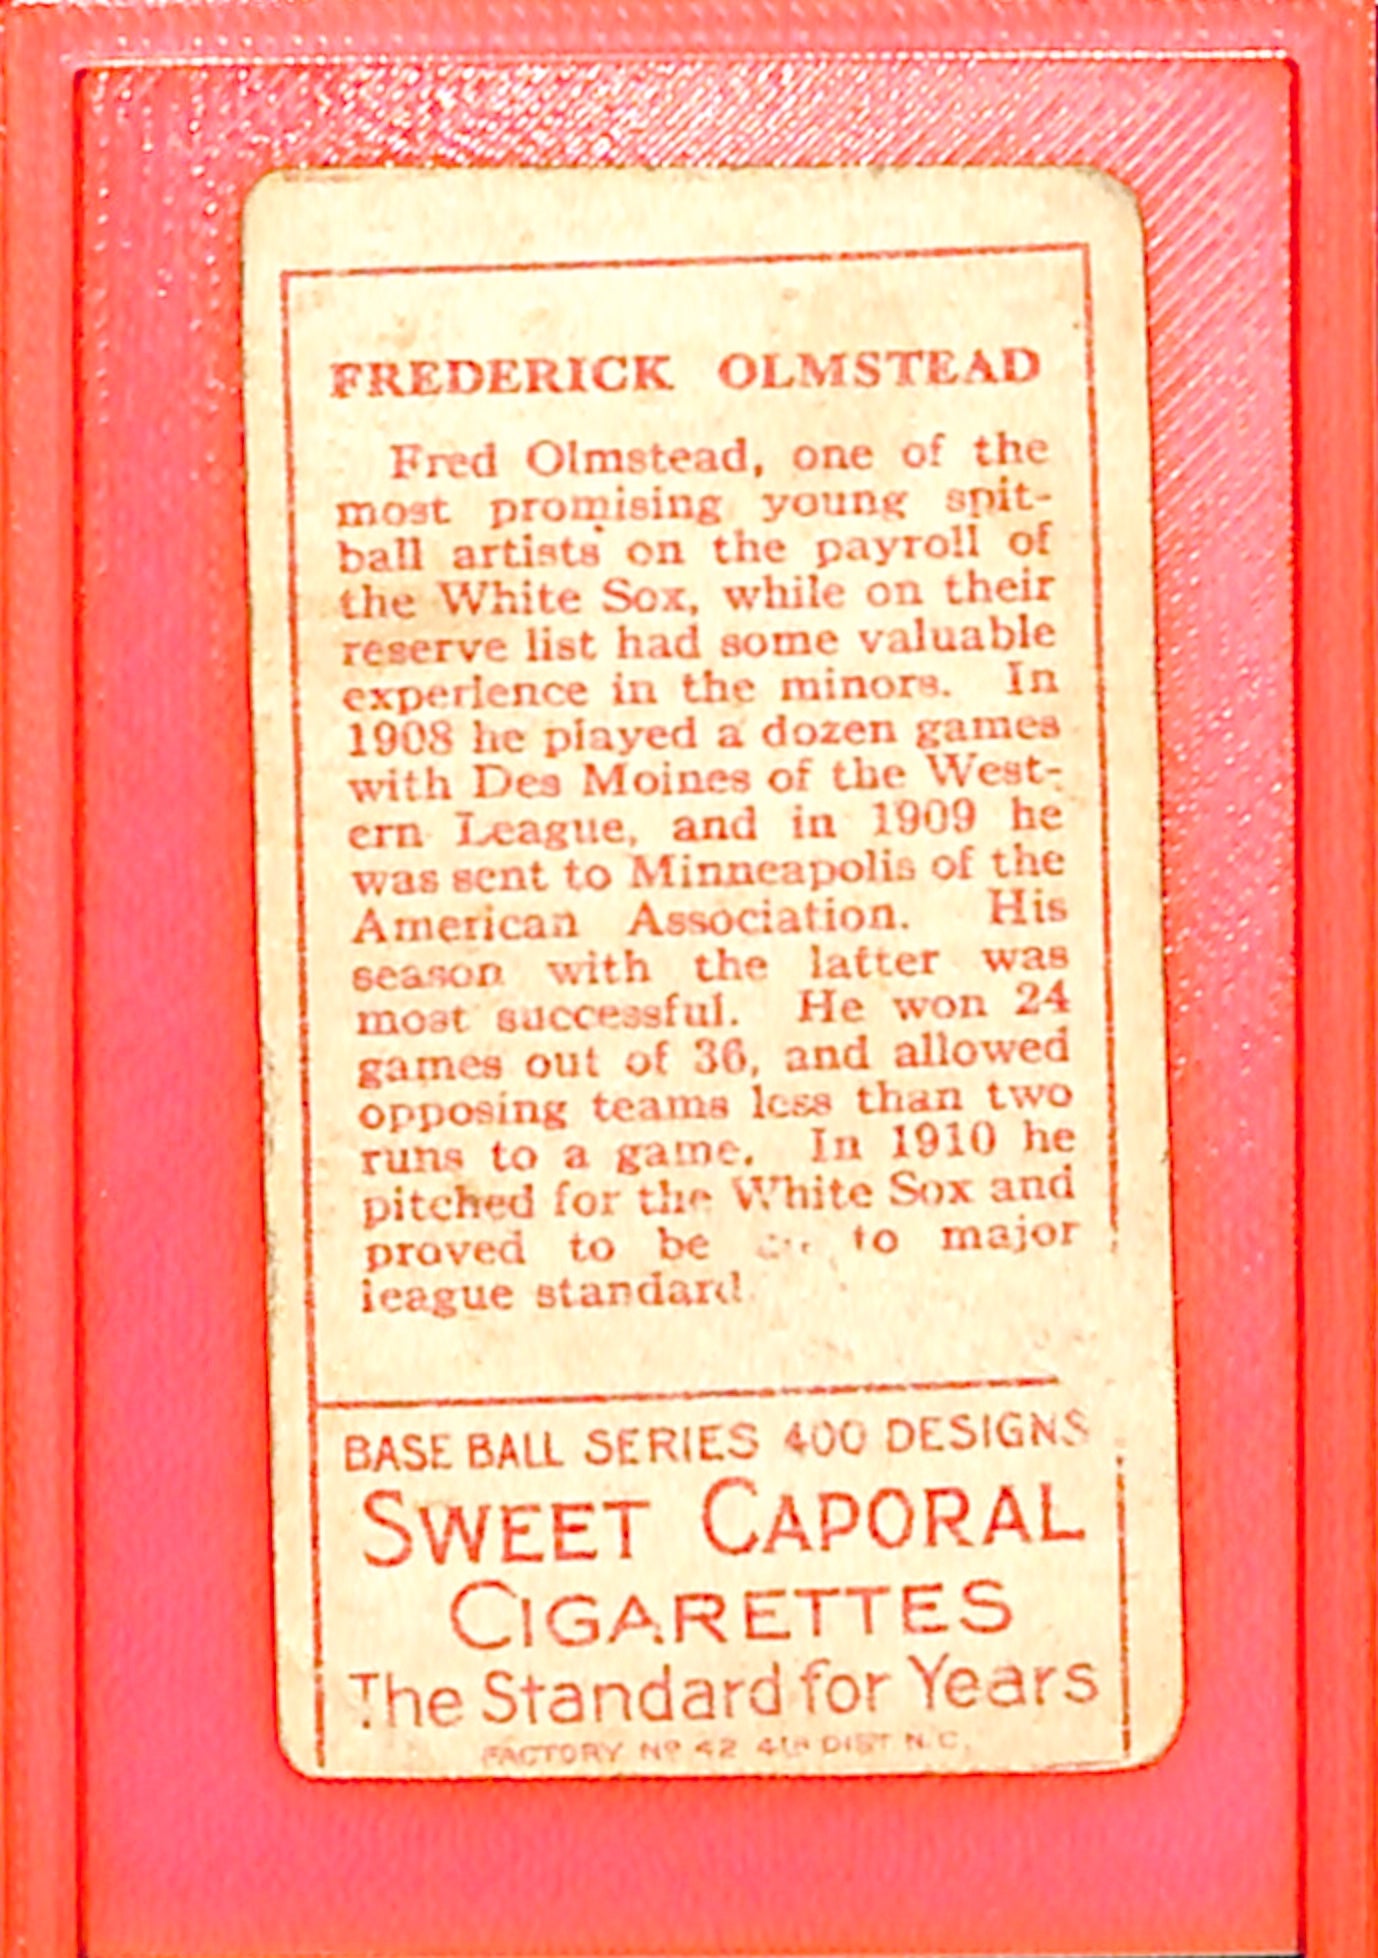 FREDERICK OLMSTEAD
Fred Olmstead, one of the
most promising young spit-
ball artists on the payroll of
the White Sox, while on their
reserve list had some valuable
experience in the minors. In
1908 he played a dozen games
with Des Moines of the West-
ern League, and in 1909 he
was sent to Minneapolis of the
American Association. His
season with the latter was
most successful. He won 24
games out of 36, and allowed
opposing teams less than two
runs to a game. In 1910 he
pitched for the White Sox and
proved to be to major
league standard
BASE BALL SERIES 400 DESIGNS
SWEET CAPORAL
CIGARETTES
The Standard for Years
FACTORY No 42 4th DIST. N.C.